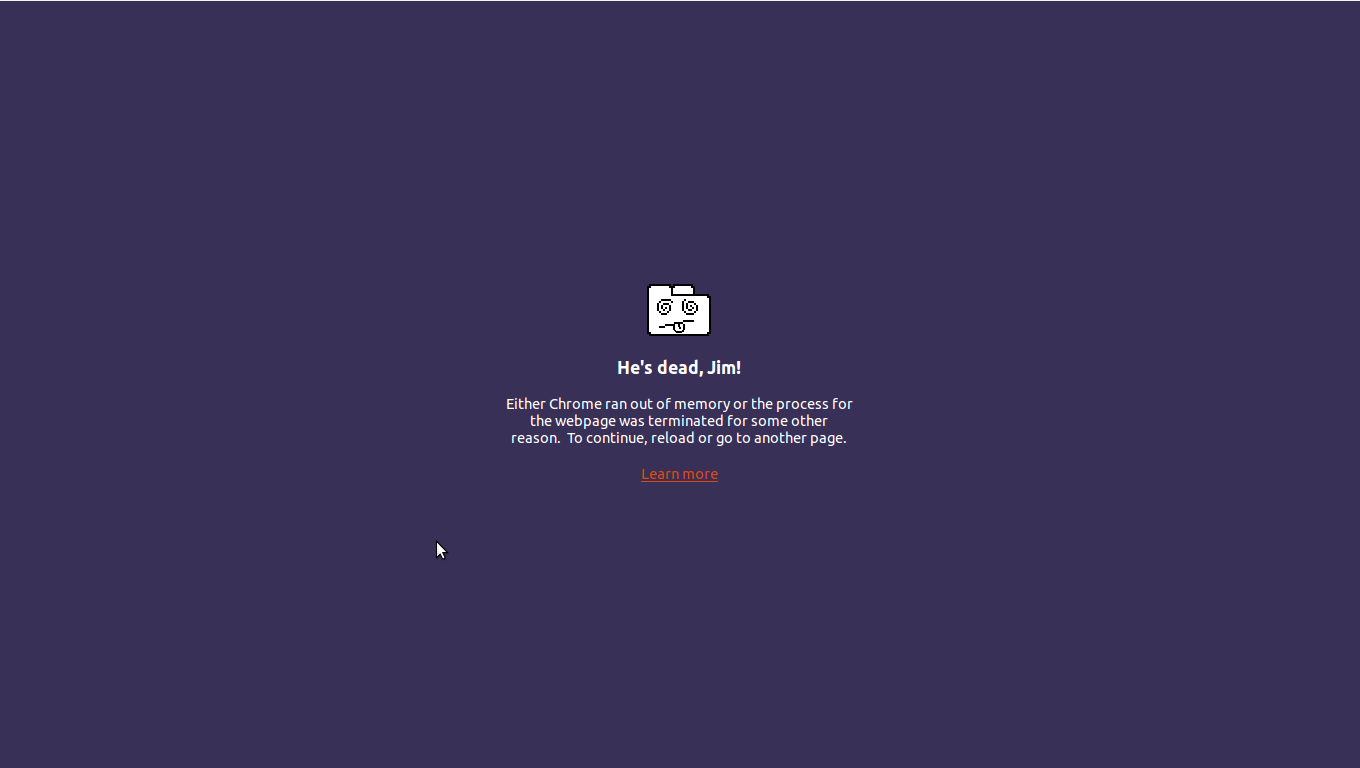 He's dead, Jim!
Either Chrome ran out of memory or the process for
the webpage was terminated for some other
reason.  To continue, reload or go to another page.
Learn more